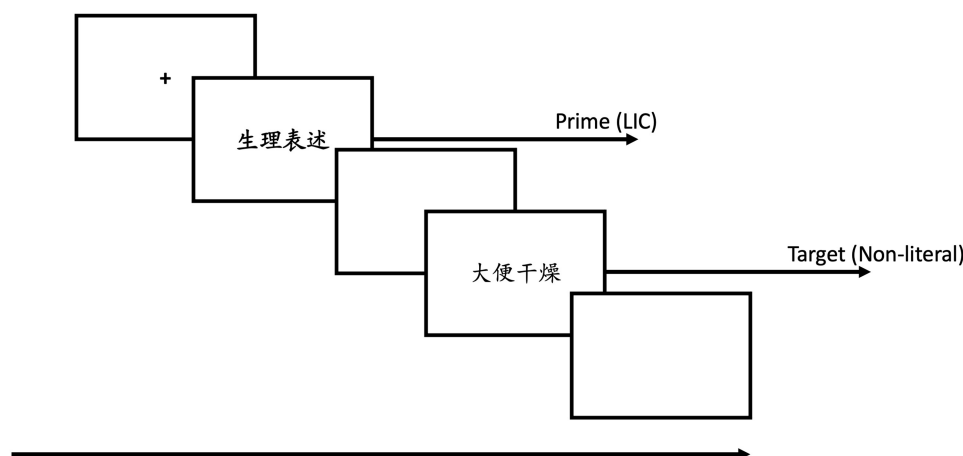 +
生理表述
Prime (LIC)
大便干燥
Target (Non-literal)